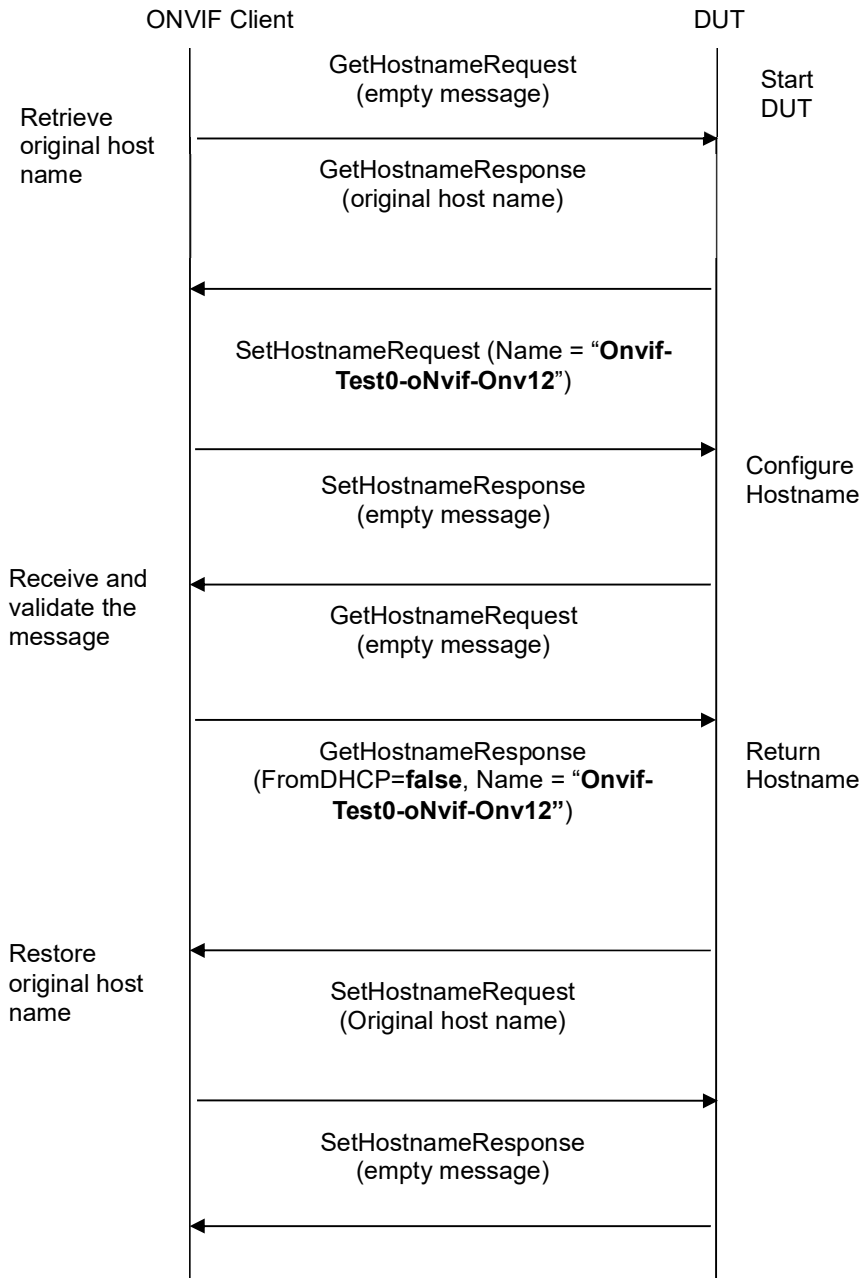 ONVIF Client
DUT
GetHostnameRequest
(empty message)
Start
DUT
Retrieve
original host
name
GetHostnameResponse
(original host name)
SetHostnameRequest (Name = “Onvif-
Test0-oNvif-Onv12”)
Configure
Hostname
SetHostnameResponse
(empty message)
Receive and
validate the
message
GetHostnameRequest
(empty message)
GetHostnameResponse
(FromDHCP=false, Name = “Onvif-
Test0-oNvif-Onv12”)
Return
Hostname
Restore
original host
name
SetHostnameRequest
(Original host name)
SetHostnameResponse
(empty message)